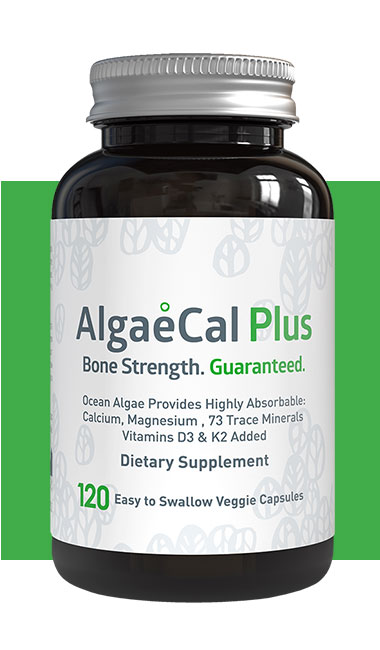 AlgaeCal Plus
Bone Strength. Guaranteed.
Ocean Algae Provides Highly Absorbable:
Calcium, Magnesium , 73 Trace Minerals
Vitamins D3 & K2 Added
Dietary Supplement
120 Easy to Swallow Veggie Capsules